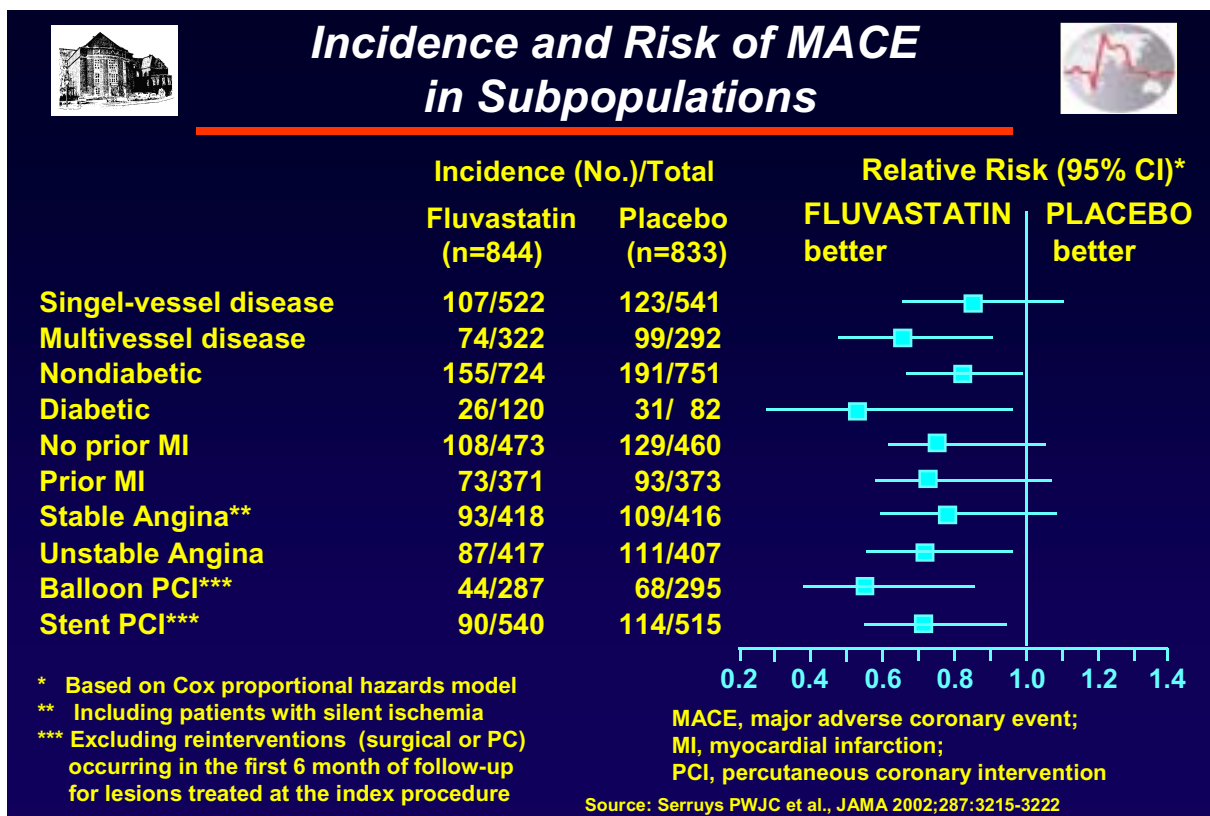 Incidence and Risk of MACE
in Subpopulations
Incidence (No.)/Total Relative Risk (95% CI)*
Fluvastatin Placebo FLUVASTATIN PLACEBO
(n=844) (n=833) better better
Singel-vessel disease 107/522 123/541
Multivessel disease 74/322 99/292
Nondiabetic 155/724 191/751
Diabetic 26/120 31/ 82
No prior MI 108/473 129/460
Prior MI 73/371 93/373
Stable Angina** 93/418 109/416
Unstable Angina 87/417 111/407
Balloon PCI*** 44/287 68/295
Stent PCI*** 90/540 114/515
0.2 0.4 0.6 0.8 1.0 1.2 1.4
* Based on Cox proportional hazards model
** Including patients with silent ischemia
*** Excluding reinterventions (surgical or PC)
occurring in the first 6 month of follow-up
for lesions treated at the index procedure
MACE, major adverse coronary event;
MI, myocardial infarction;
PCI, percutaneous coronary intervention
Source: Serruys PWJC et al., JAMA 2002;287:3215-3222